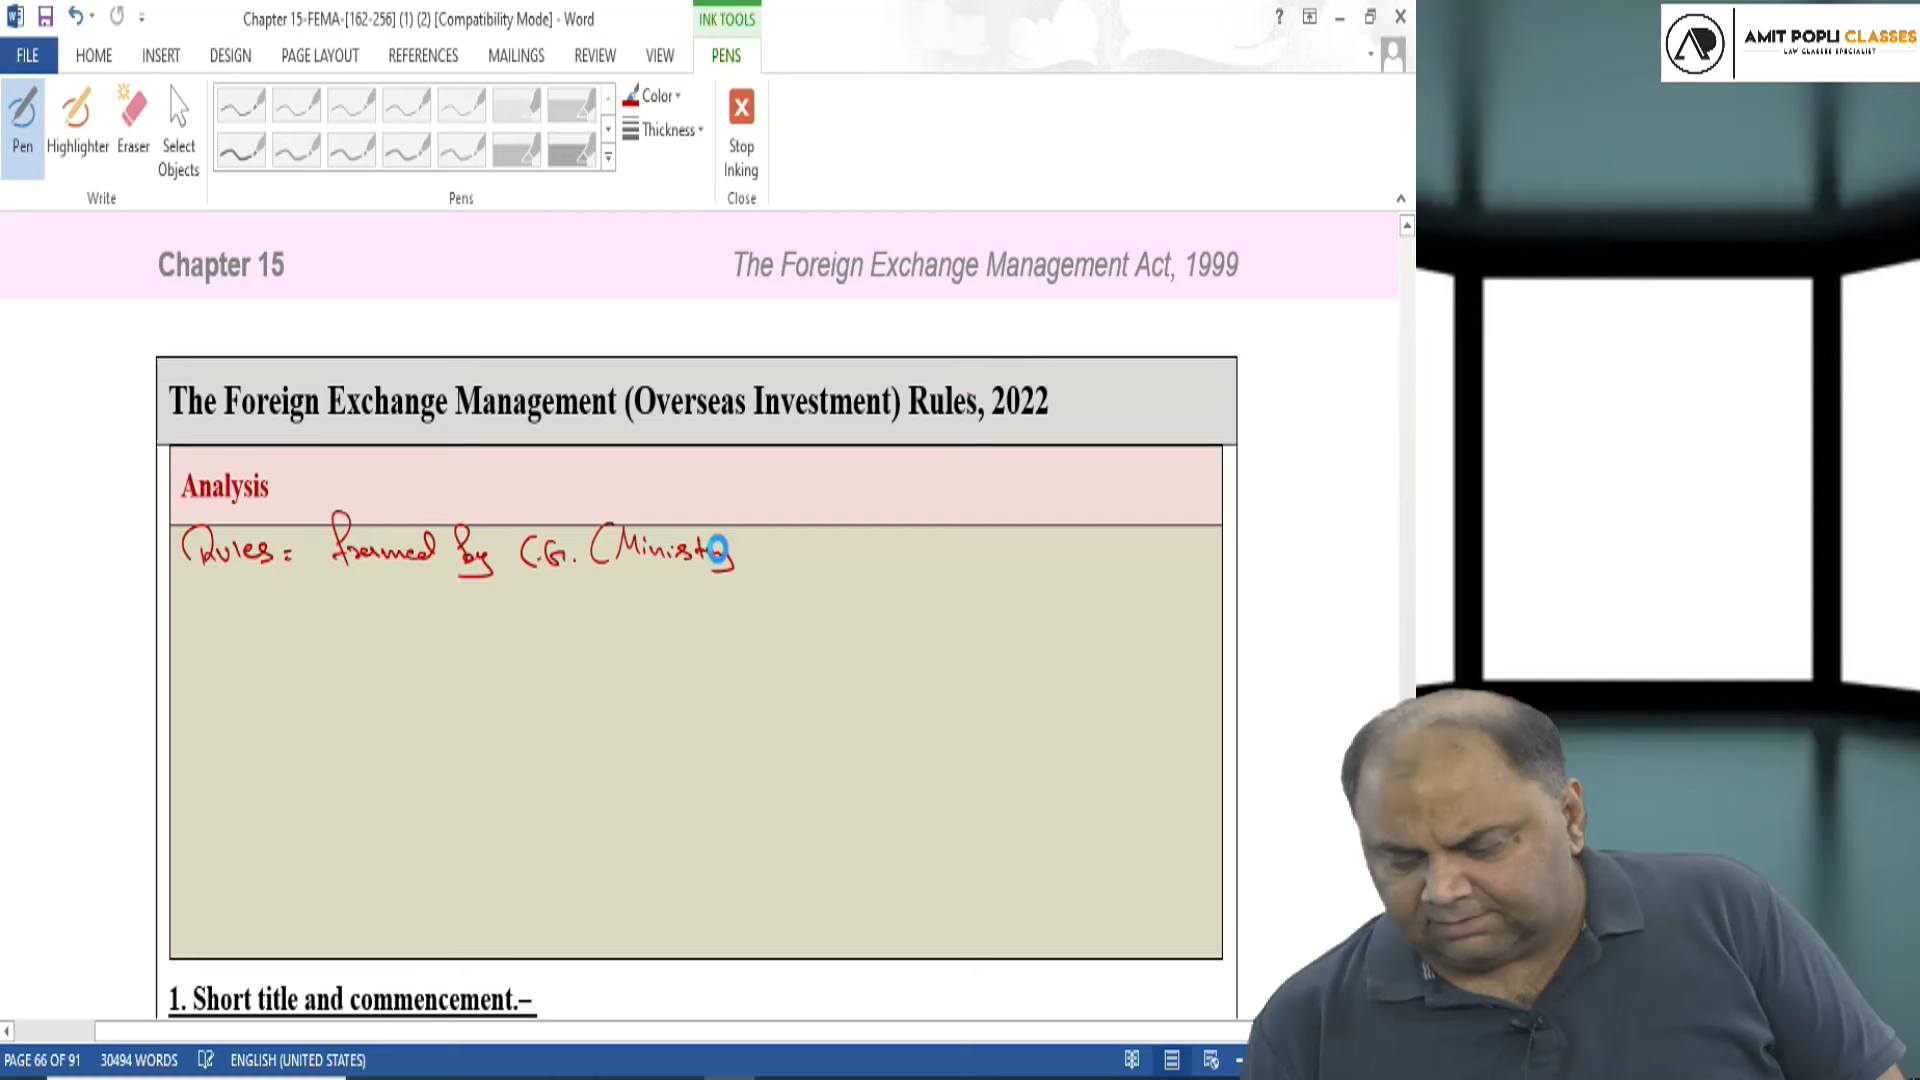 Chapter 15-FEMA-[162-256] (1) (2) [Compatibility Mode] - Word
INK TOOLS
?
AMIT POPLI CLASSES
LAW CLASSES SPECIALIST
FILE HOME INSERT DESIGN PAGE LAYOUT REFERENCES MAILINGS REVIEW VIEW PENS
Color
Thickness
Pen Highlighter Eraser Select Objects
Stop Inking
Write Pens Close
Chapter 15 The Foreign Exchange Management Act, 1999
The Foreign Exchange Management (Overseas Investment) Rules, 2022
Analysis
Rules = framed by C.G. (Ministry
1. Short title and commencement.–
PAGE 66 OF 91 30494 WORDS ENGLISH (UNITED STATES)